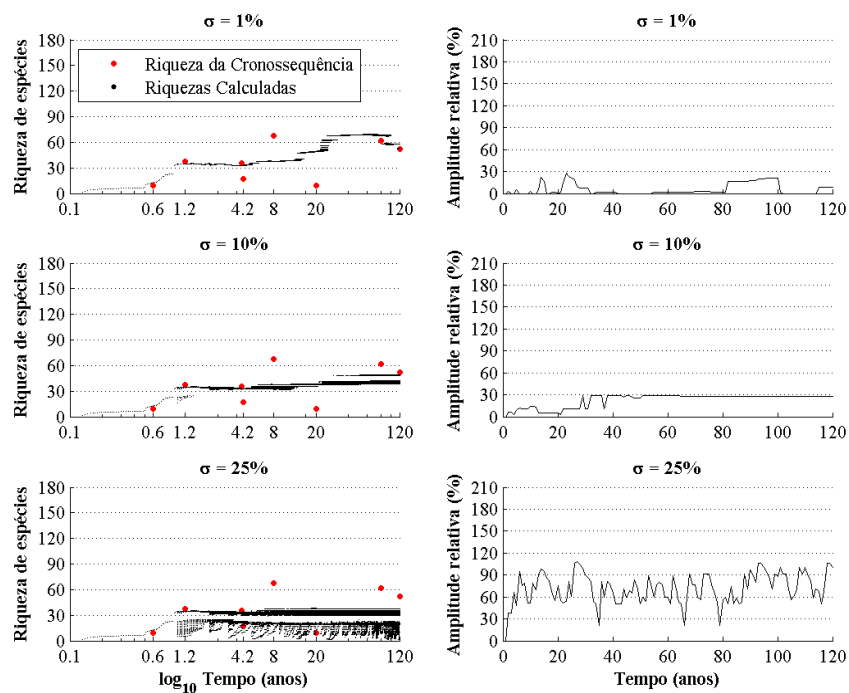 σ = 1%
Riqueza de espécies
180
150
120
90
60
30
0
Riqueza da Cronossequência
Riquezas Calculadas
0.1 0.6 1.2 4.2 8 20 120
σ = 1%
Amplitude relativa (%)
210
180
150
120
90
60
30
0
0 20 40 60 80 100 120
σ = 10%
Riqueza de espécies
180
150
120
90
60
30
0
0.1 0.6 1.2 4.2 8 20 120
σ = 10%
Amplitude relativa (%)
210
180
150
120
90
60
30
0
0 20 40 60 80 100 120
σ = 25%
Riqueza de espécies
180
150
120
90
60
30
0
0.1 0.6 1.2 4.2 8 20 120
log10 Tempo (anos)
σ = 25%
Amplitude relativa (%)
210
180
150
120
90
60
30
0
0 20 40 60 80 100 120
Tempo (anos)